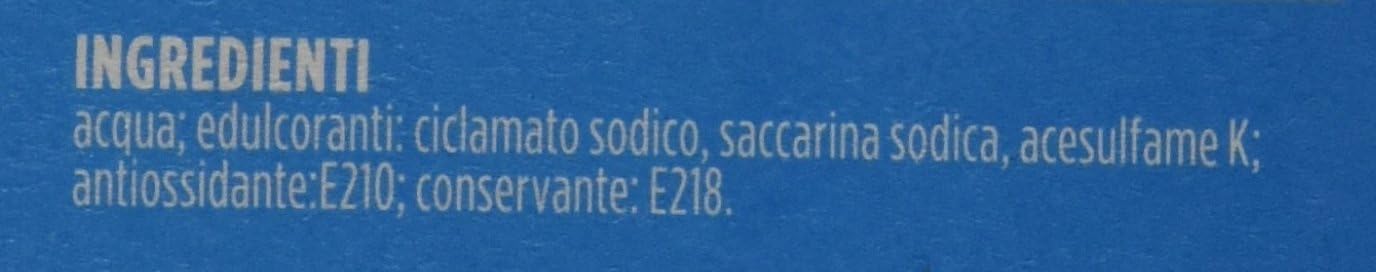 INGREDIENTI
acqua; edulcoranti: ciclamato sodico, saccarina sodica, acesulfame K;
antiossidante:E210; conservante: E218.